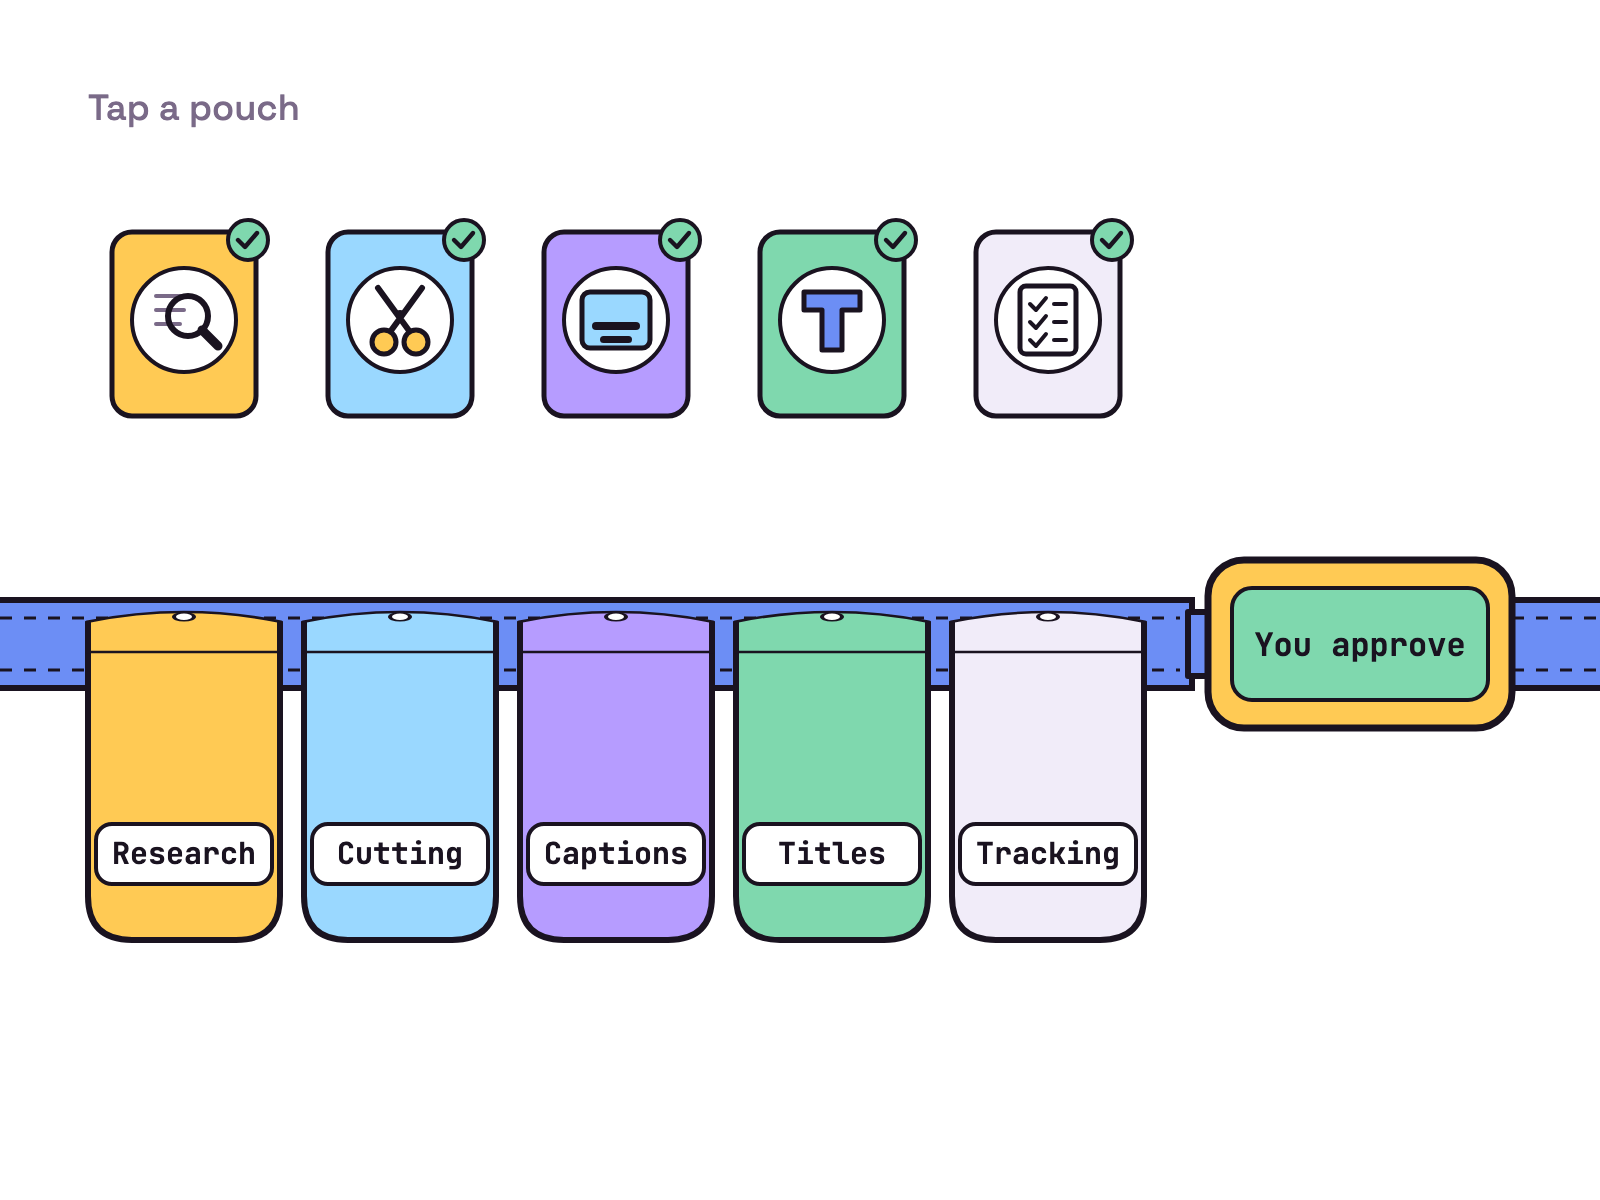 Tap a pouch
You approve
Research
Cutting
Captions
Titles
Tracking